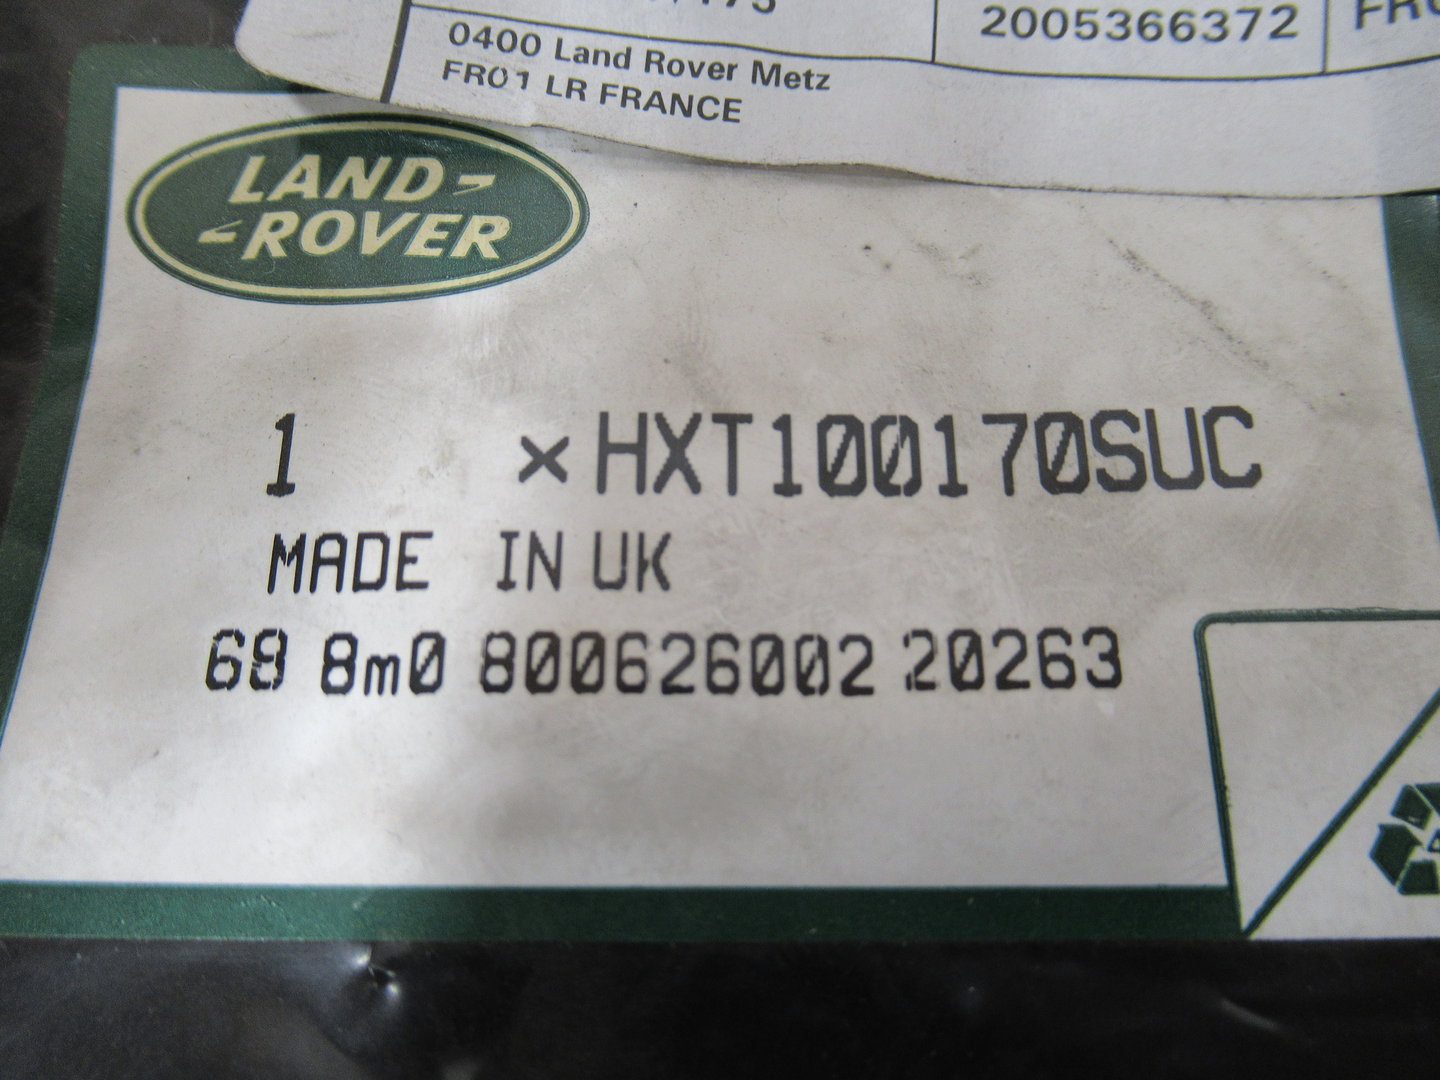 2005366372
0400 Land Rover Metz
FR01 LR FRANCE
LAND
ROVER
1 × HXT100170SUC
MADE IN UK
68 8m0 800626002 20263